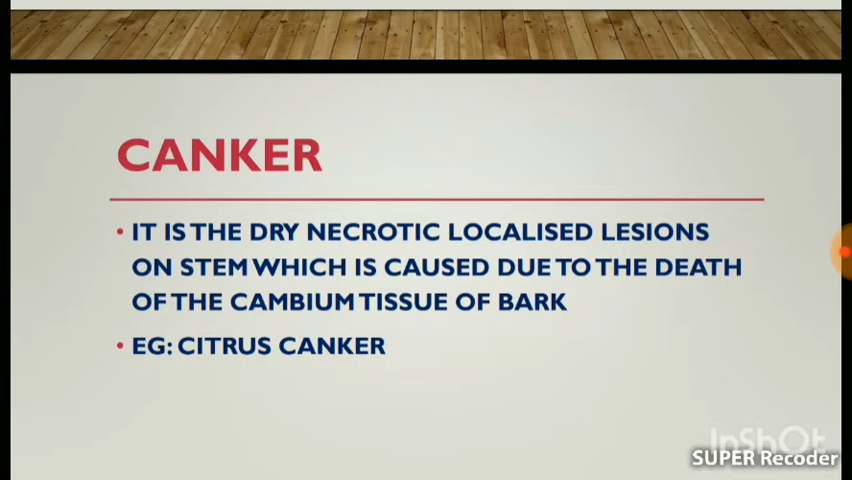 CANKER
• IT IS THE DRY NECROTIC LOCALISED LESIONS
ON STEM WHICH IS CAUSED DUE TO THE DEATH
OF THE CAMBIUM TISSUE OF BARK
• EG: CITRUS CANKER
InShOt
SUPER Recoder